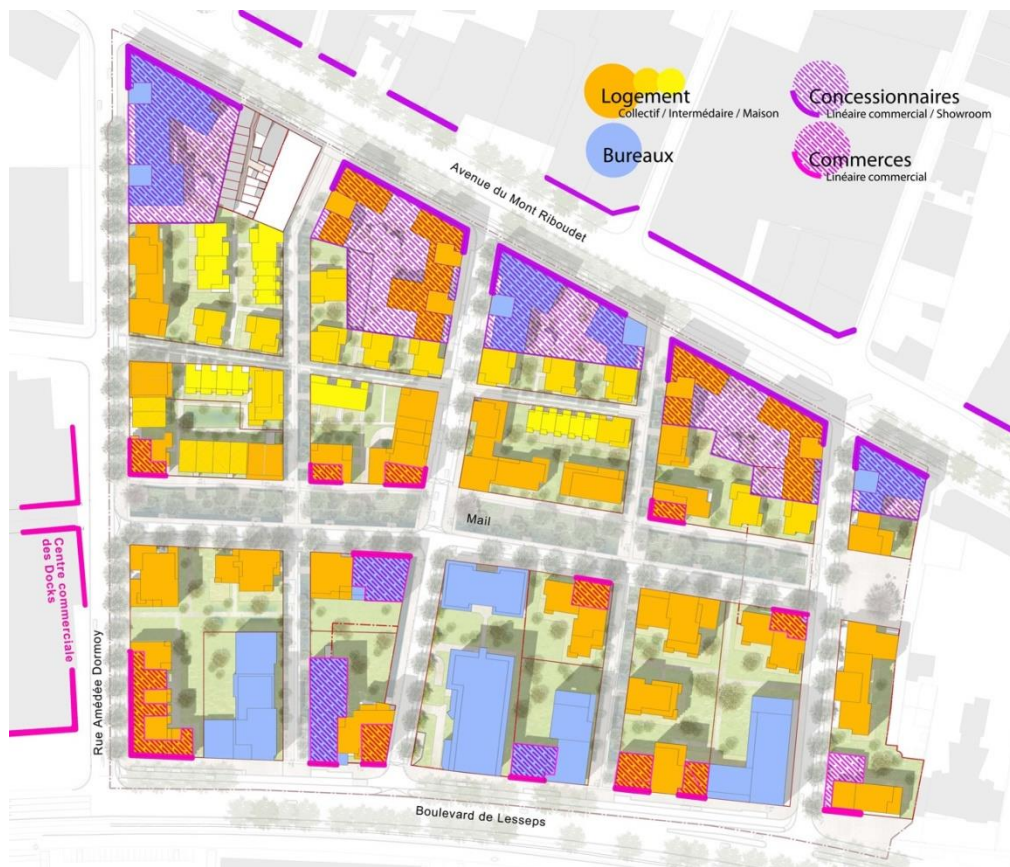 Logement
Collectif / Intermédaire / Maison
Bureaux
Concessionnaires
Linéaire commercial / Showroom
Commerces
Linéaire commercial
Avenue du Mont Riboudet
Mail
Centre commerciale
des Docks
Rue Amédée Dormoy
Boulevard de Lesseps